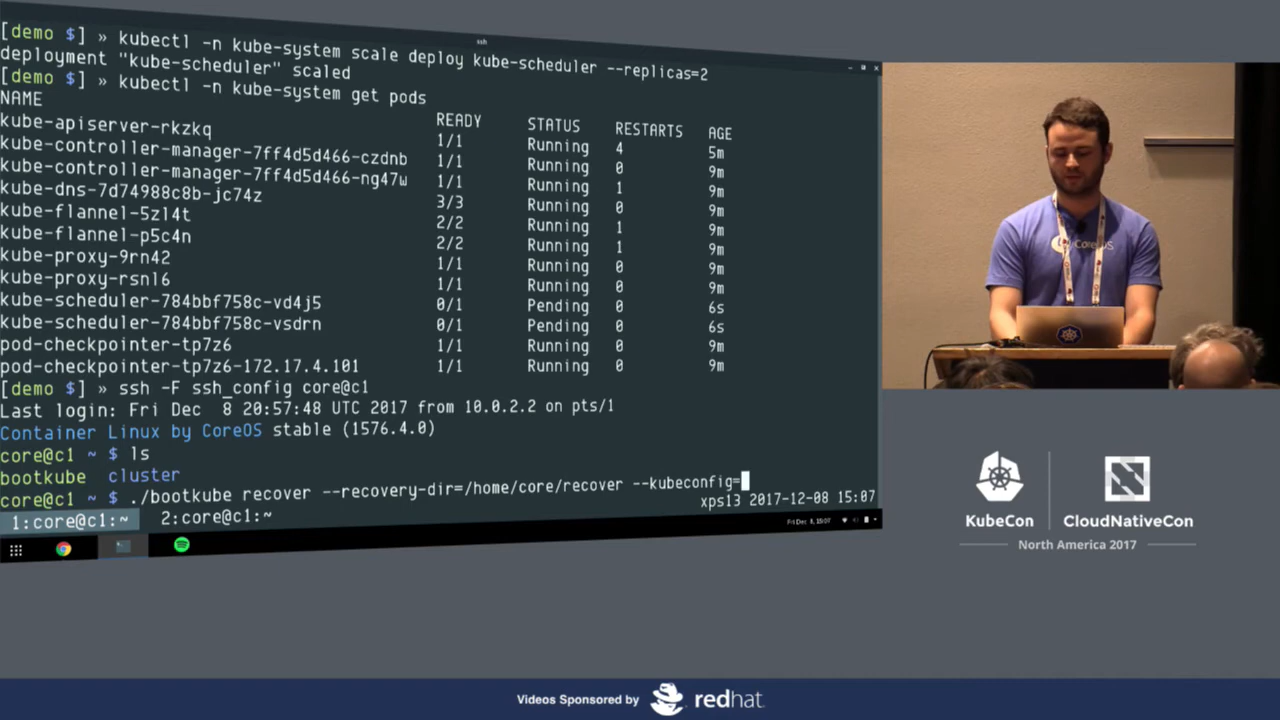 [demo $] » kubectl -n kube-system scale deploy kube-scheduler --replicas=2
deployment "kube-scheduler" scaled
[demo $] » kubectl -n kube-system get pods
NAME READY STATUS RESTARTS AGE
kube-apiserver-rkzkq 1/1 Running 4 5m
kube-controller-manager-7ff4d5d466-czdnb 1/1 Running 0 9m
kube-controller-manager-7ff4d5d466-ng47w 1/1 Running 1 9m
kube-dns-7d74988c8b-jc74z 3/3 Running 0 9m
kube-flannel-5zl4t 2/2 Running 1 9m
kube-flannel-p5c4n 2/2 Running 1 9m
kube-proxy-9rn42 1/1 Running 0 9m
kube-proxy-rsnl6 1/1 Running 0 9m
kube-scheduler-784bbf758c-vd4j5 0/1 Pending 0 6s
kube-scheduler-784bbf758c-vsdrn 0/1 Pending 0 6s
pod-checkpointer-tp7z6 1/1 Running 0 9m
pod-checkpointer-tp7z6-172.17.4.101 1/1 Running 0 9m
[demo $] » ssh -F ssh_config core@c1
Last login: Fri Dec 8 20:57:48 UTC 2017 from 10.0.2.2 on pts/1
Container Linux by CoreOS stable (1576.4.0)
core@c1 ~ $ ls
bootkube cluster
core@c1 ~ $ ./bootkube recover --recovery-dir=/home/core/recover --kubeconfig=
1:core@c1:~ 2:core@c1:~ xps13 2017-12-08 15:07
Fri Dec 8, 15:07
ssh
CoreOS
KubeCon
CloudNativeCon
North America 2017
Videos Sponsored by redhat.